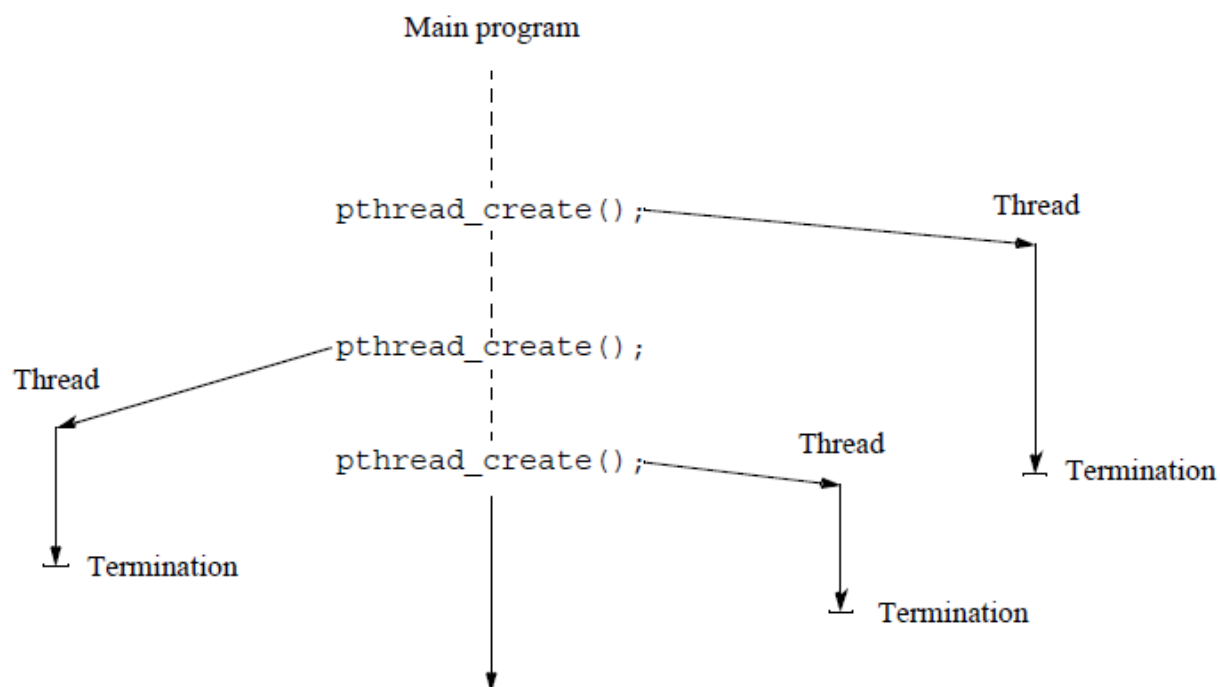 Main program
pthread_create();
Thread
pthread_create();
Thread
pthread_create();
Thread
Termination
Termination
Termination